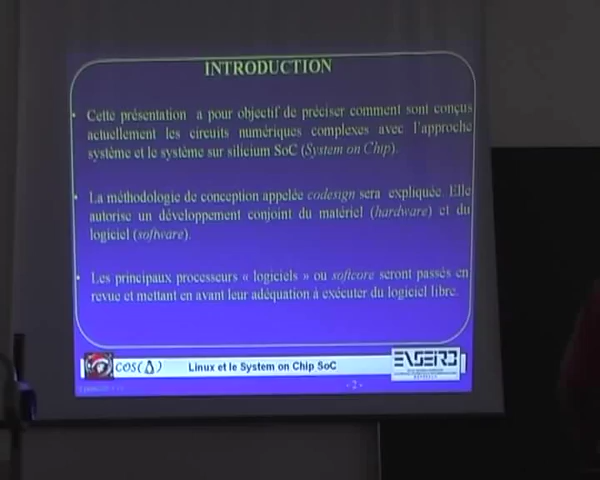 INTRODUCTION
Cette présentation a pour objectif de préciser comment sont conçus
actuellement les circuits numériques complexes avec l'approche
système et le système sur silicium SoC (System on Chip).
La méthodologie de conception appelée codesign sera expliquée. Elle
autorise un développement conjoint du matériel (hardware) et du
logiciel (software).
Les principaux processeurs « logiciels » ou softcore seront passés en
revue et mettant en avant leur adéquation à exécuter du logiciel libre.
COS(Δ) Linux et le System on Chip SoC ENSEIRB
-2-